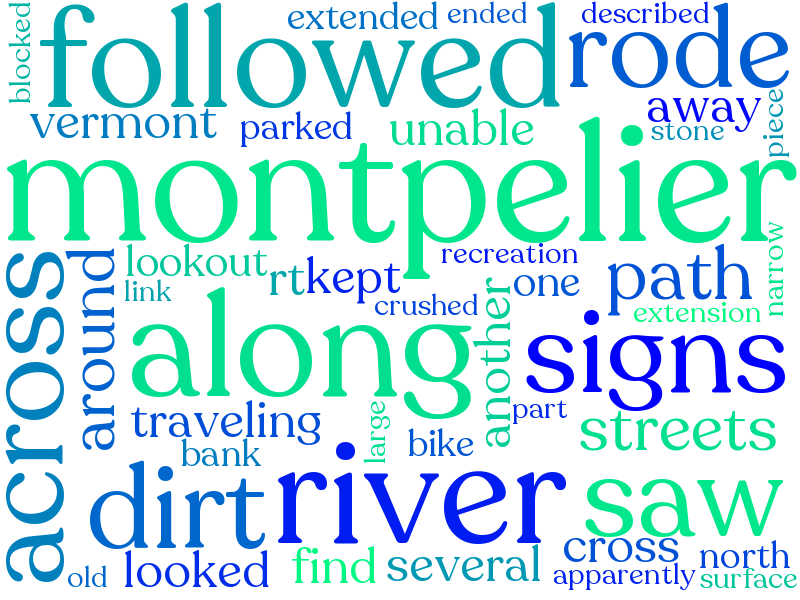 blocked
followed
extended
ended
described
rode
vermont
parked
unable
away
stone
piece
montpelier
across
around
lookout
link
rt
kept
recreation
one
path
narrow
crushed
extension
along
another
signs
traveling
large
part
bank
bike
streets
dirt
river
saw
old
looked
find
several
cross
north
apparently
surface